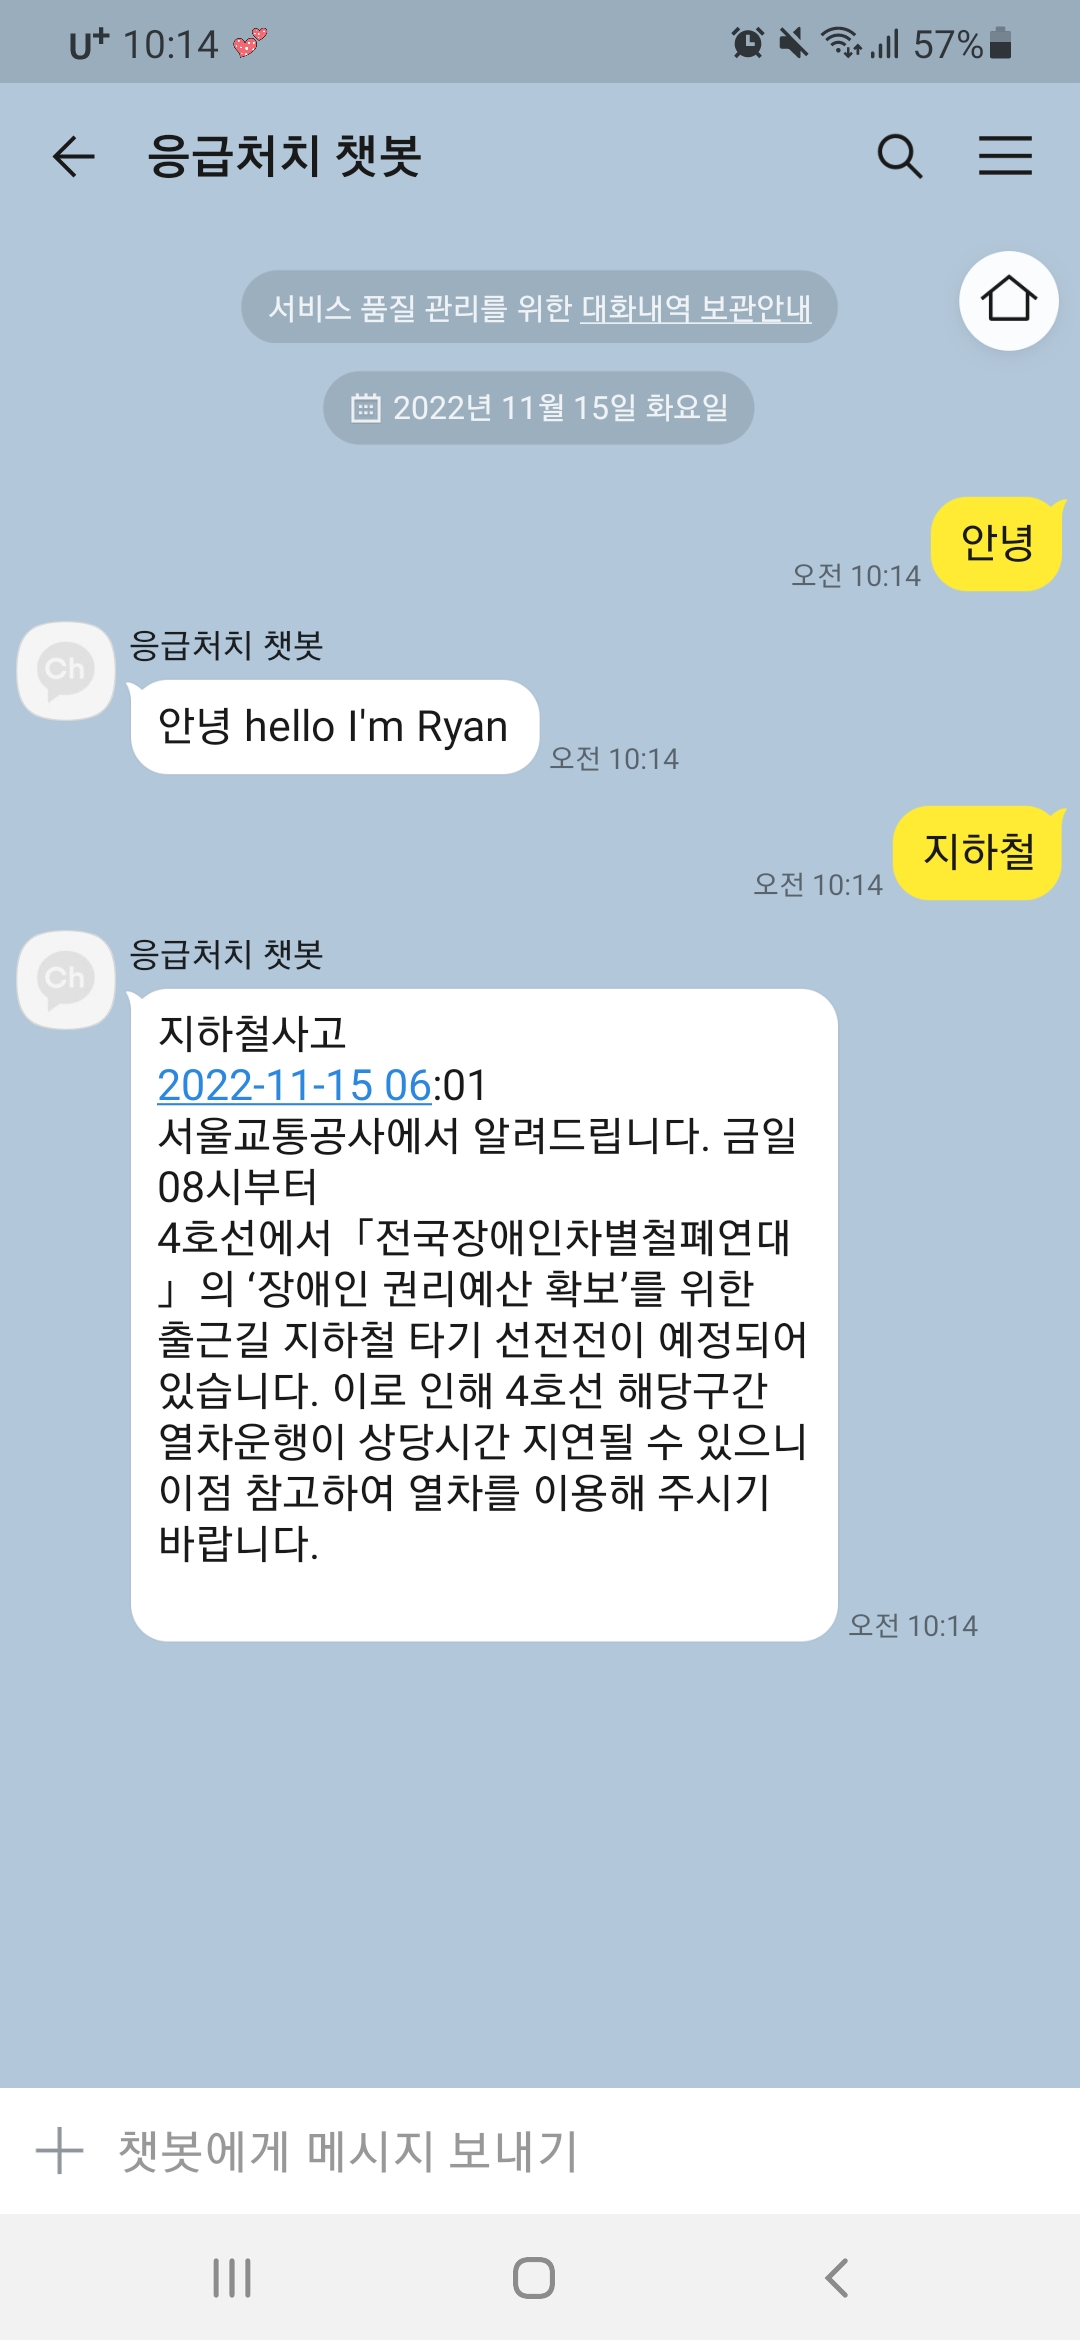 U⁺ 10:14 57%
응급처치 챗봇
서비스 품질 관리를 위한 대화내역 보관안내
2022년 11월 15일 화요일
안녕
오전 10:14
응급처치 챗봇
Ch
안녕 hello I'm Ryan
오전 10:14
지하철
오전 10:14
응급처치 챗봇
Ch
지하철사고
2022-11-15 06:01
서울교통공사에서 알려드립니다. 금일
08시부터
4호선에서「전국장애인차별철폐연대
」의 ‘장애인 권리예산 확보’를 위한
출근길 지하철 타기 선전전이 예정되어
있습니다. 이로 인해 4호선 해당구간
열차운행이 상당시간 지연될 수 있으니
이점 참고하여 열차를 이용해 주시기
바랍니다.
오전 10:14
챗봇에게 메시지 보내기